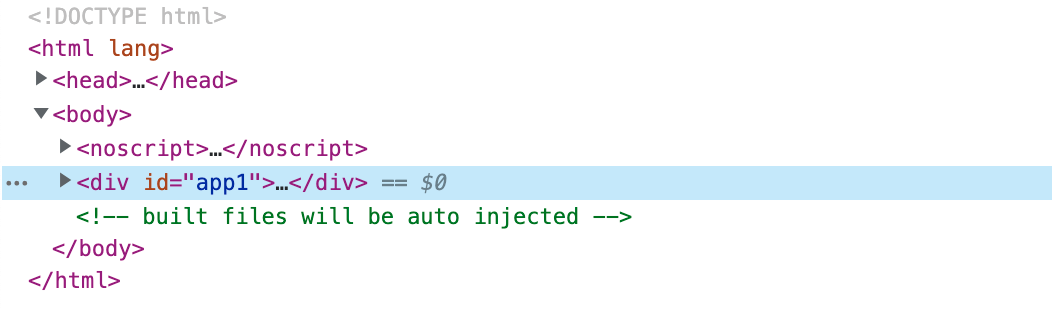 <!DOCTYPE html>
<html lang>
<head>…</head>
<body>
<noscript>…</noscript>
<div id="app1">…</div> == $0
<!-- built files will be auto injected -->
</body>
</html>